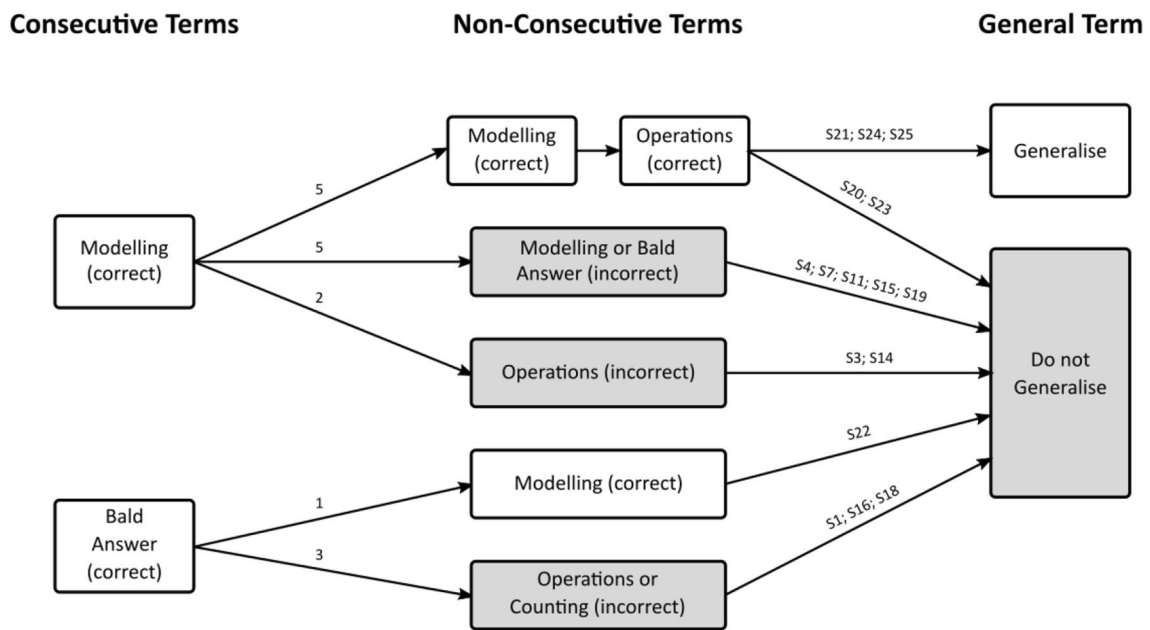 Consecutive Terms
Non-Consecutive Terms
General Term
Modelling
(correct)
5
5
2
Modelling
(correct)
Operations
(correct)
S21; S24; S25
S20; S23
Generalise
Modelling or Bald
Answer (incorrect)
S4; S7; S11; S15; S19
Operations (incorrect)
S3; S14
Do not
Generalise
Bald
Answer
(correct)
1
3
Modelling (correct)
S22
Operations or
Counting (incorrect)
S1; S16; S18